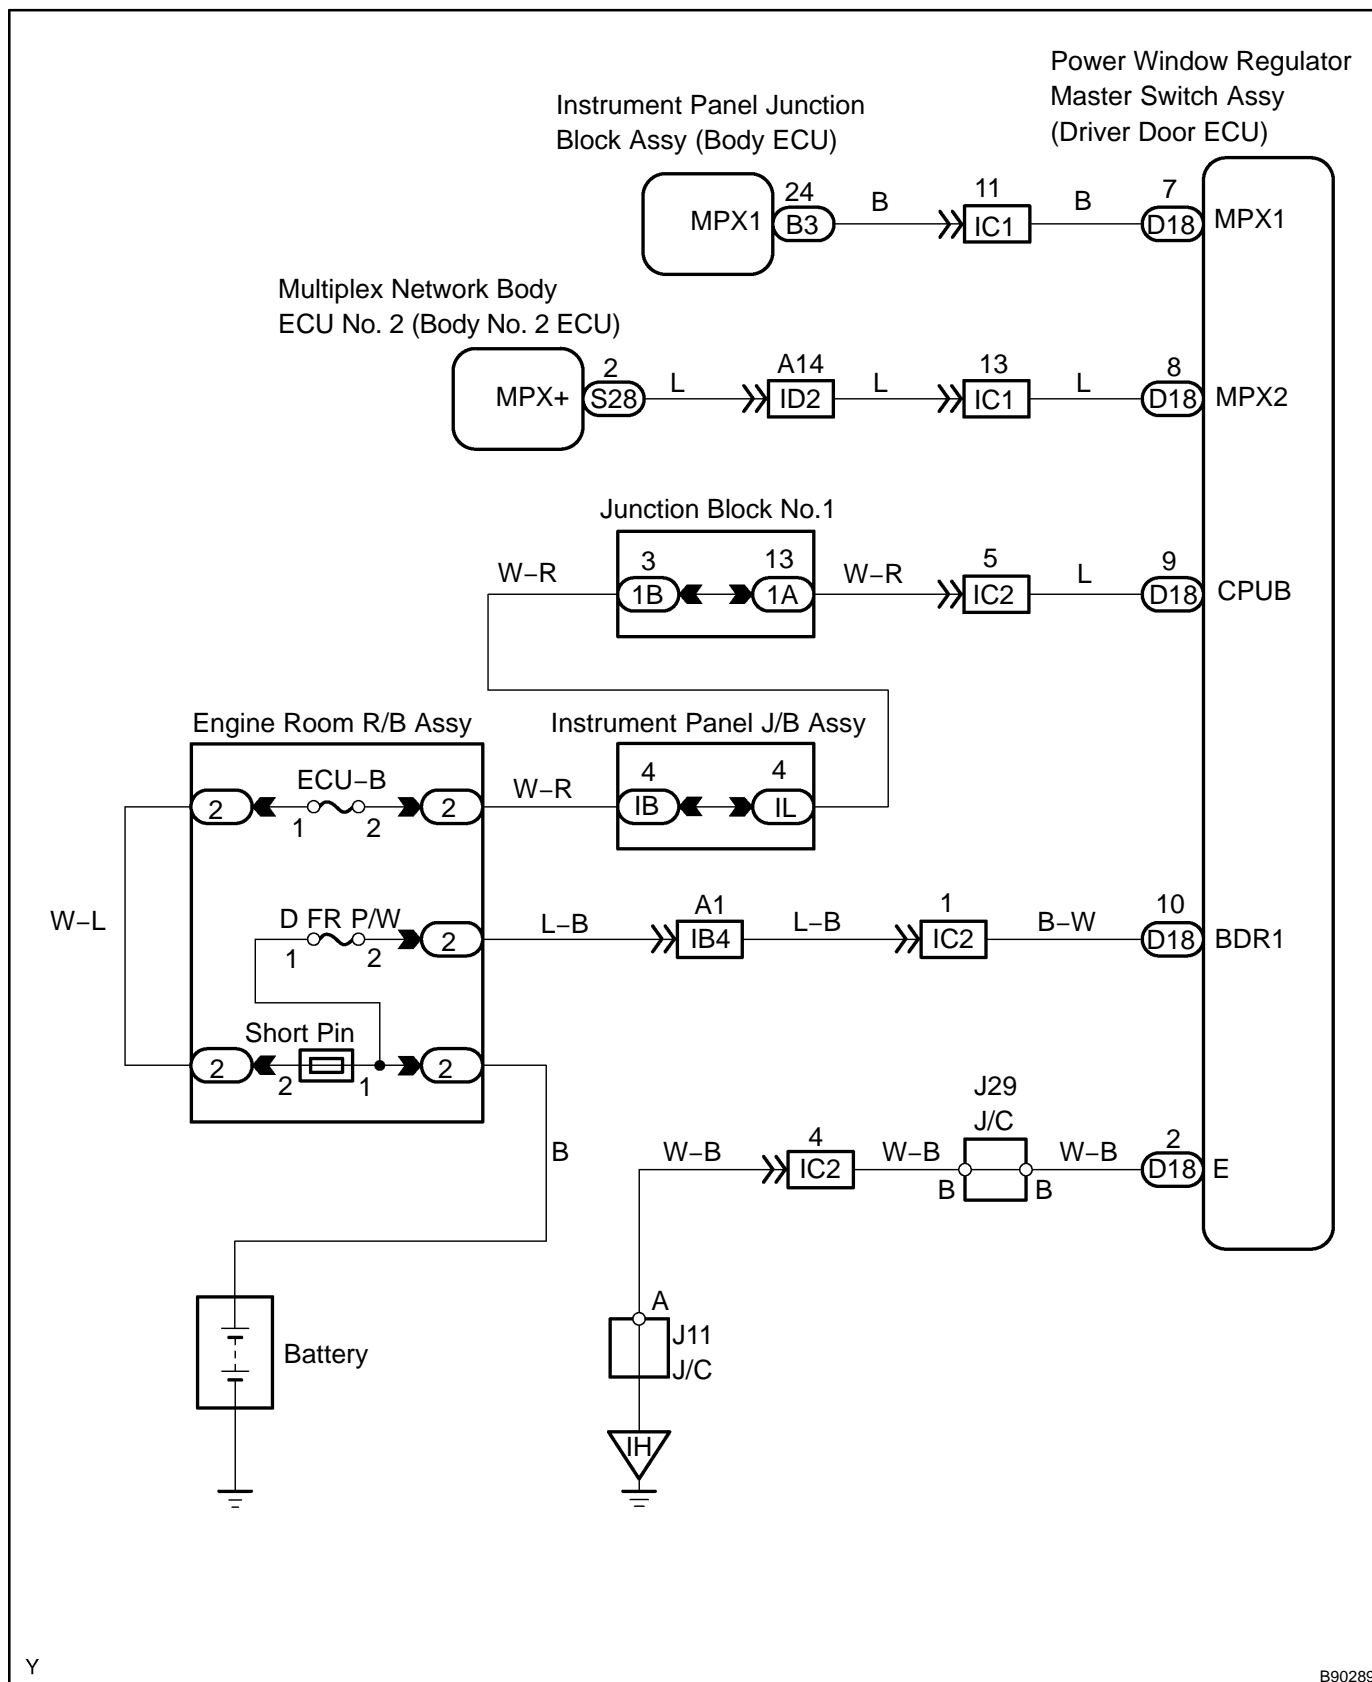 Power Window Regulator
Master Switch Assy
(Driver Door ECU)
Instrument Panel Junction
Block Assy (Body ECU)
MPX1
24
B3
B
11
IC1
B
7
D18
MPX1
Multiplex Network Body
ECU No. 2 (Body No. 2 ECU)
MPX+
2
S28
L
A14
ID2
L
13
IC1
L
8
D18
MPX2
Junction Block No.1
W–R
3
1B
13
1A
W–R
5
IC2
L
9
D18
CPUB
Engine Room R/B Assy
Instrument Panel J/B Assy
2
ECU–B
1
2
2
W–R
4
IB
4
IL
W–L
D FR P/W
1
2
2
L–B
A1
IB4
L–B
1
IC2
B–W
10
D18
BDR1
Short Pin
2
2
1
2
B
W–B
4
IC2
W–B
J29
J/C
B
B
W–B
2
D18
E
A
J11
J/C
IH
Battery
Y
B90289